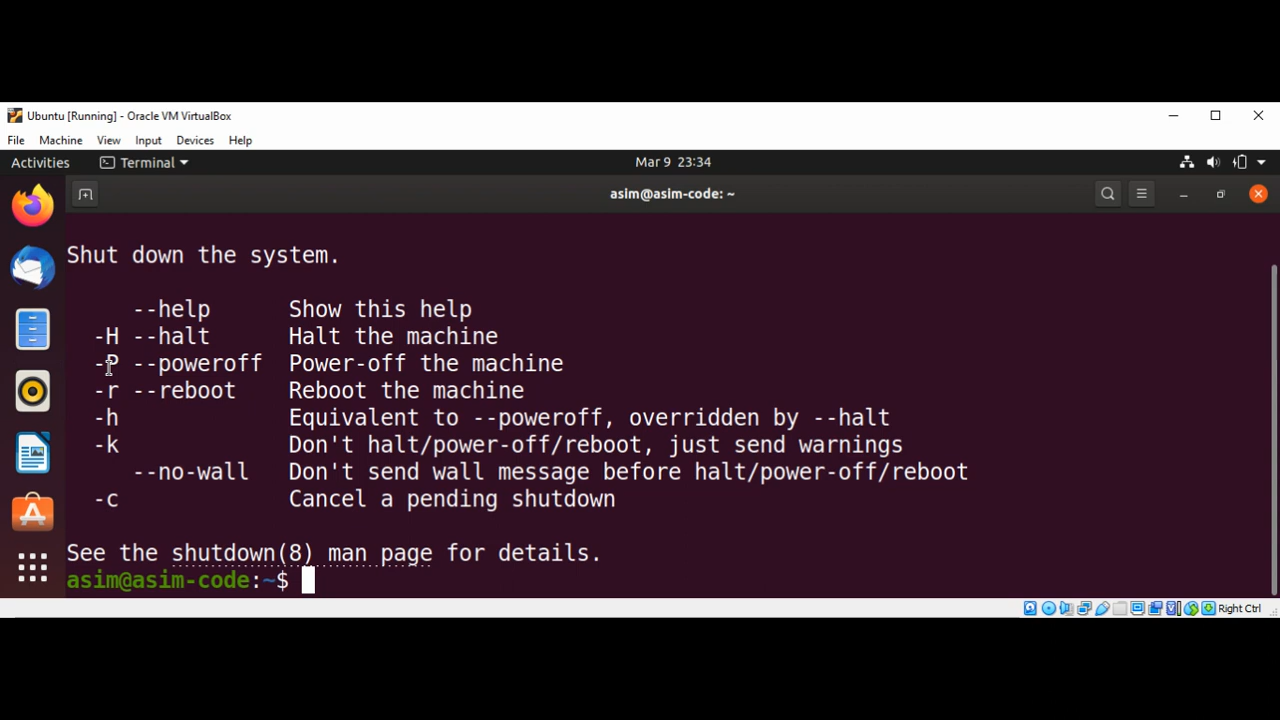 Ubuntu [Running] - Oracle VM VirtualBox
File Machine View Input Devices Help
Activities Terminal Mar 9 23:34
asim@asim-code: ~
Shut down the system.
--help Show this help
-H --halt Halt the machine
-P --poweroff Power-off the machine
-r --reboot Reboot the machine
-h Equivalent to --poweroff, overridden by --halt
-k Don't halt/power-off/reboot, just send warnings
--no-wall Don't send wall message before halt/power-off/reboot
-c Cancel a pending shutdown
See the shutdown(8) man page for details.
asim@asim-code:~$
Right Ctrl